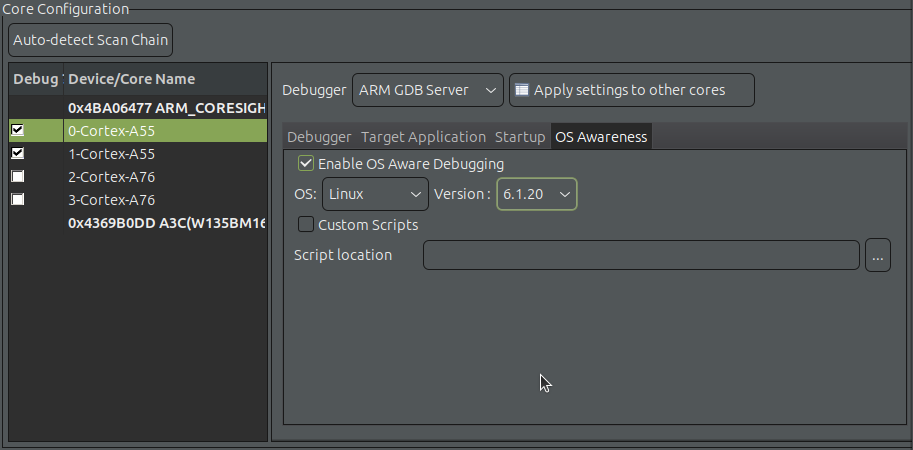 Core Configuration
Auto-detect Scan Chain
Debug Device/Core Name
0x4BA06477 ARM_CORESIGH
0-Cortex-A55
1-Cortex-A55
2-Cortex-A76
3-Cortex-A76
0x4369B0DD A3C(W135BM16
Debugger ARM GDB Server Apply settings to other cores
Debugger Target Application Startup OS Awareness
Enable OS Aware Debugging
OS: Linux Version : 6.1.20
Custom Scripts
Script location ...